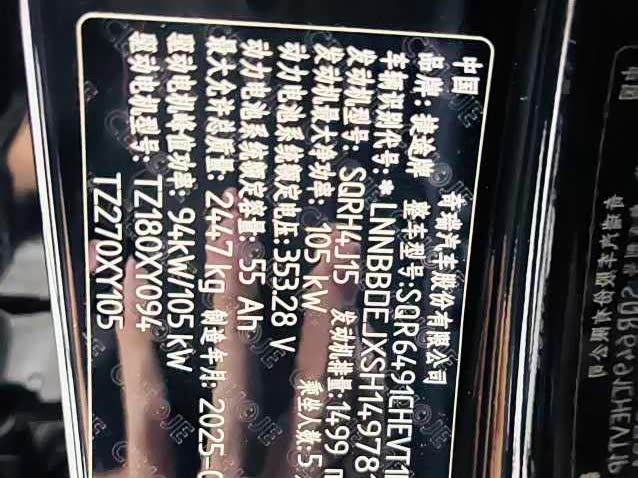 中国 奇瑞汽车股份有限公司
品牌: 捷途牌 整车型号:SQR6491CHEVT1
车辆识别代号:*LNNBBDE_JXSH14978
发动机型号: SQRH4J15 发动机排量:1499
发动机最大净功率: 105 kW 乘坐人数:5
动力电池系统额定电压:353.28 V
动力电池系统额定容量: 55 Ah
最大允许总质量: 2447 kg 制造年月: 2025-0
驱动电机峰值功率: 94kW/105 kW
驱动电机型号: TZ180XY094
TZ270XY105